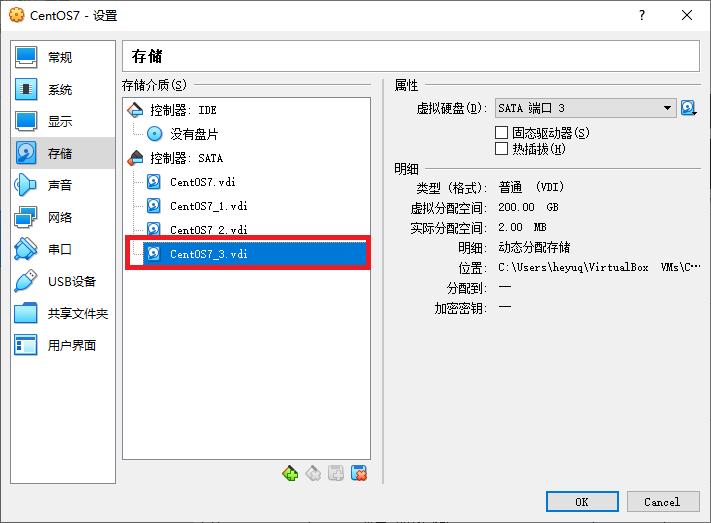 CentOS7 - 设置
常规
系统
显示
存储
声音
网络
串口
USB设备
共享文件夹
用户界面
存储
存储介质(S)
控制器: IDE
没有盘片
控制器: SATA
CentOS7.vdi
CentOS7_1.vdi
CentOS7_2.vdi
CentOS7_3.vdi
属性
虚拟硬盘(D): SATA 端口 3
固态驱动器(S)
热插拔(H)
明细
类型 (格式): 普通 (VDI)
虚拟分配空间: 200.00 GB
实际分配空间: 2.00 MB
明细: 动态分配存储
位置: C:\Users\heyuq\VirtualBox VMs\C…
分配到: —
加密密钥: —
OK
Cancel